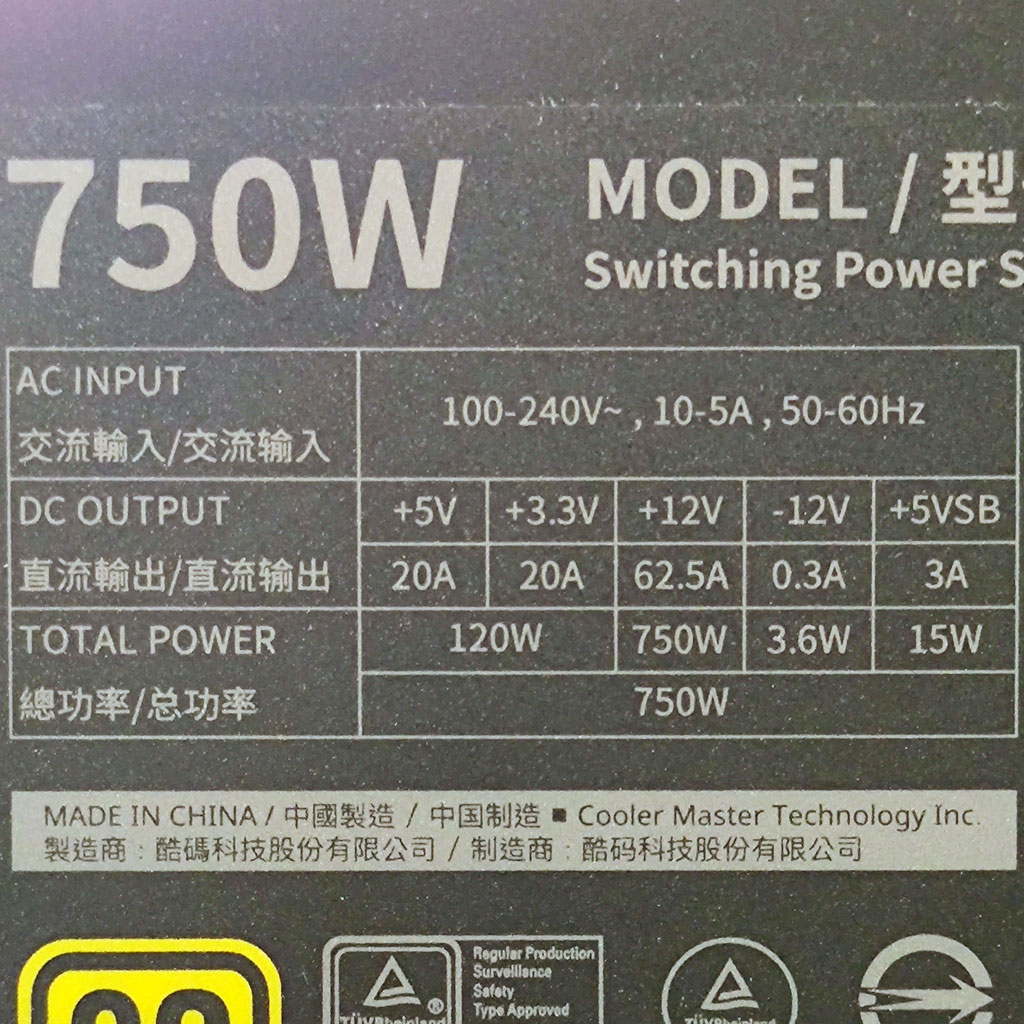 750W
MODEL / 型
Switching Power S
AC INPUT
交流輸入/交流输入
100-240V~ , 10-5A , 50-60Hz
DC OUTPUT
直流輸出/直流输出
+5V +3.3V +12V -12V +5VSB
20A 20A 62.5A 0.3A 3A
TOTAL POWER
總功率/总功率
120W 750W 3.6W 15W
750W
MADE IN CHINA / 中國製造 / 中国制造 ■ Cooler Master Technology Inc.
製造商：酷碼科技股份有限公司 / 制造商：酷码科技股份有限公司
Regular Production
Surveillance
Safety
Type Approved
TÜVRheinland
®
TÜVRheinland